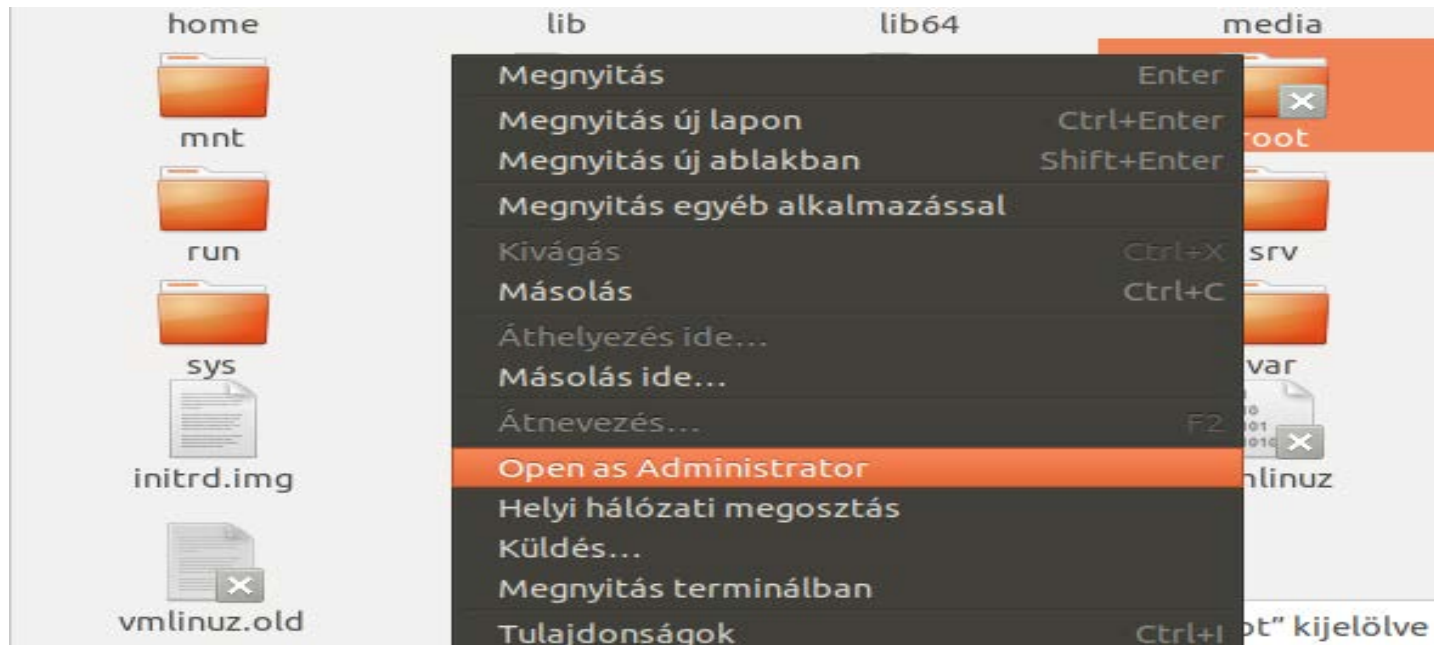 home lib lib64 media
Megnyitás Enter
Megnyitás új lapon Ctrl+Enter
mnt root
Megnyitás új ablakban Shift+Enter
Megnyitás egyéb alkalmazással
run Kivágás Ctrl+X srv
Másolás Ctrl+C
Áthelyezés ide...
sys var
Másolás ide...
Átnevezés... F2
Open as Administrator
initrd.img nlinuz
Helyi hálózati megosztás
Küldés...
Megnyitás terminálban
vmlinuz.old
Tulajdonságok Ctrl+I ot” kijelölve